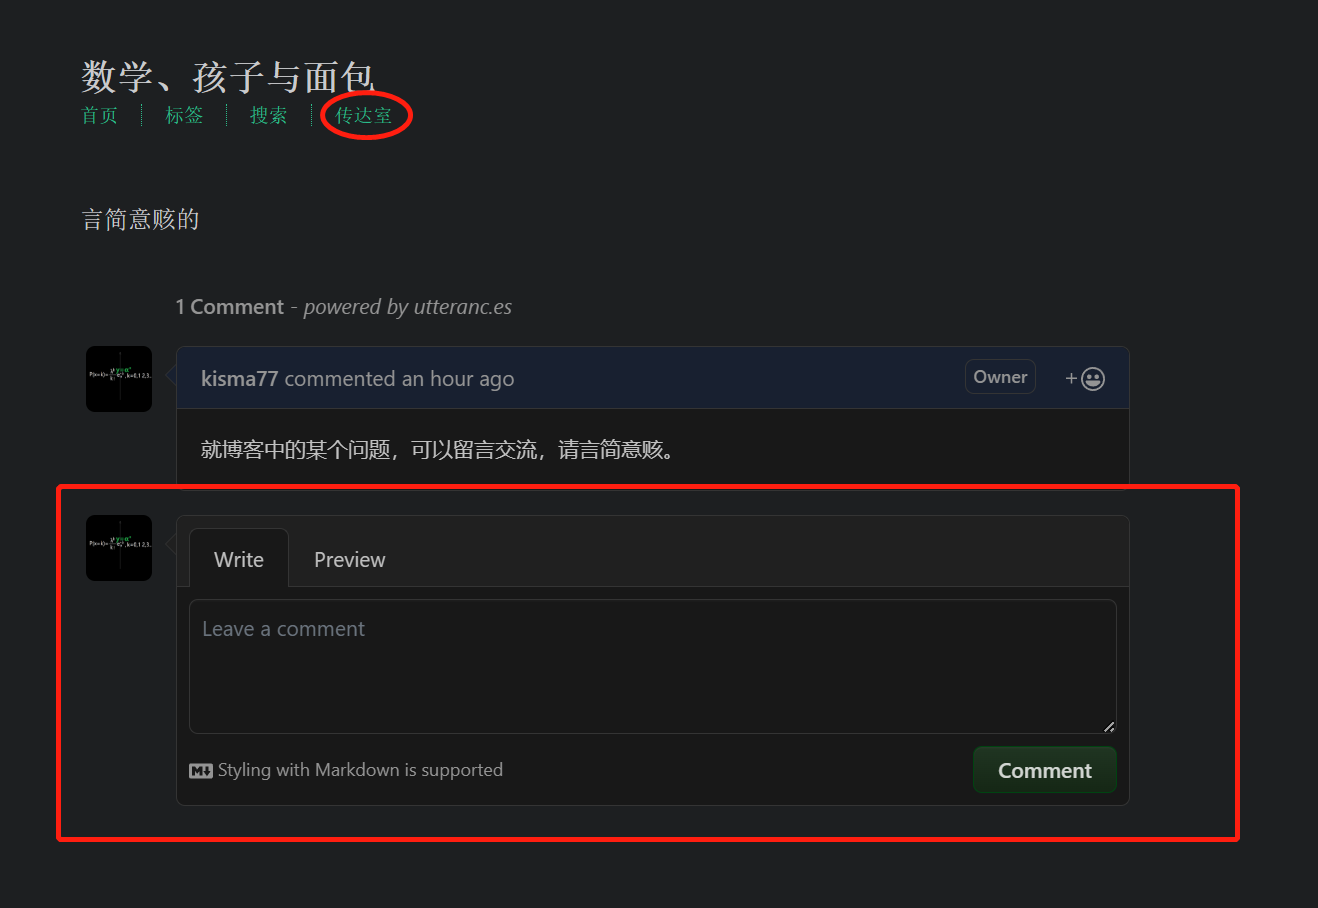 数学、孩子与面包
首页 标签 搜索 传达室
言简意赅的
1 Comment - powered by utteranc.es
kisma77 commented an hour ago Owner +
就博客中的某个问题，可以留言交流，请言简意赅。
Write Preview
Leave a comment
M Styling with Markdown is supported Comment